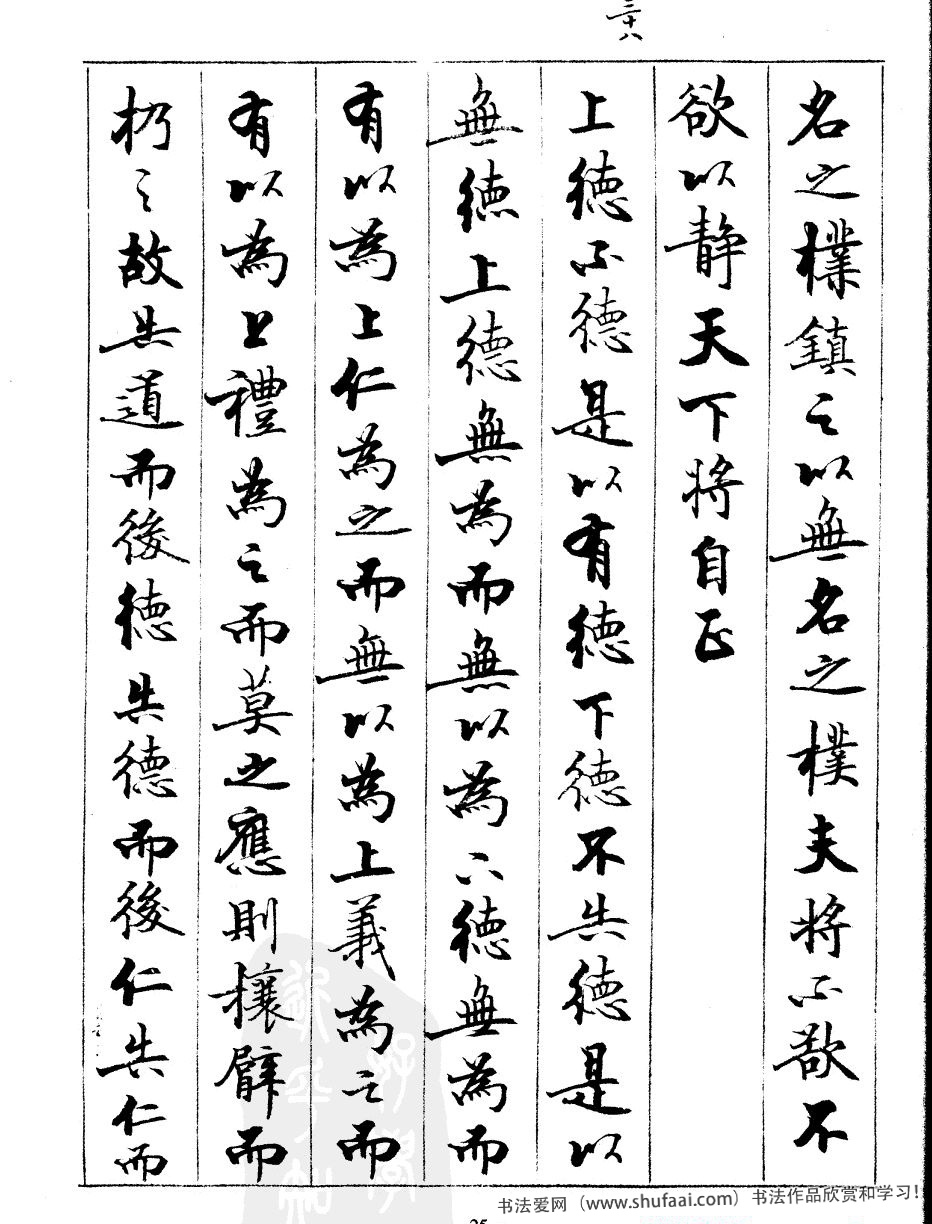 三十八
名之樸鎮之以無名之樸夫將不欲不
欲以静天下將自正
上德不德是以有德下德不失德是以
無德上德無為而無以為下德無為而
有以為上仁為之而無以為上義為之而
有以為上禮為之而莫之應則攘臂而
扔之故失道而後德失德而後仁失仁而
书法爱网（www.shufaai.com）书法作品欣赏和学习！